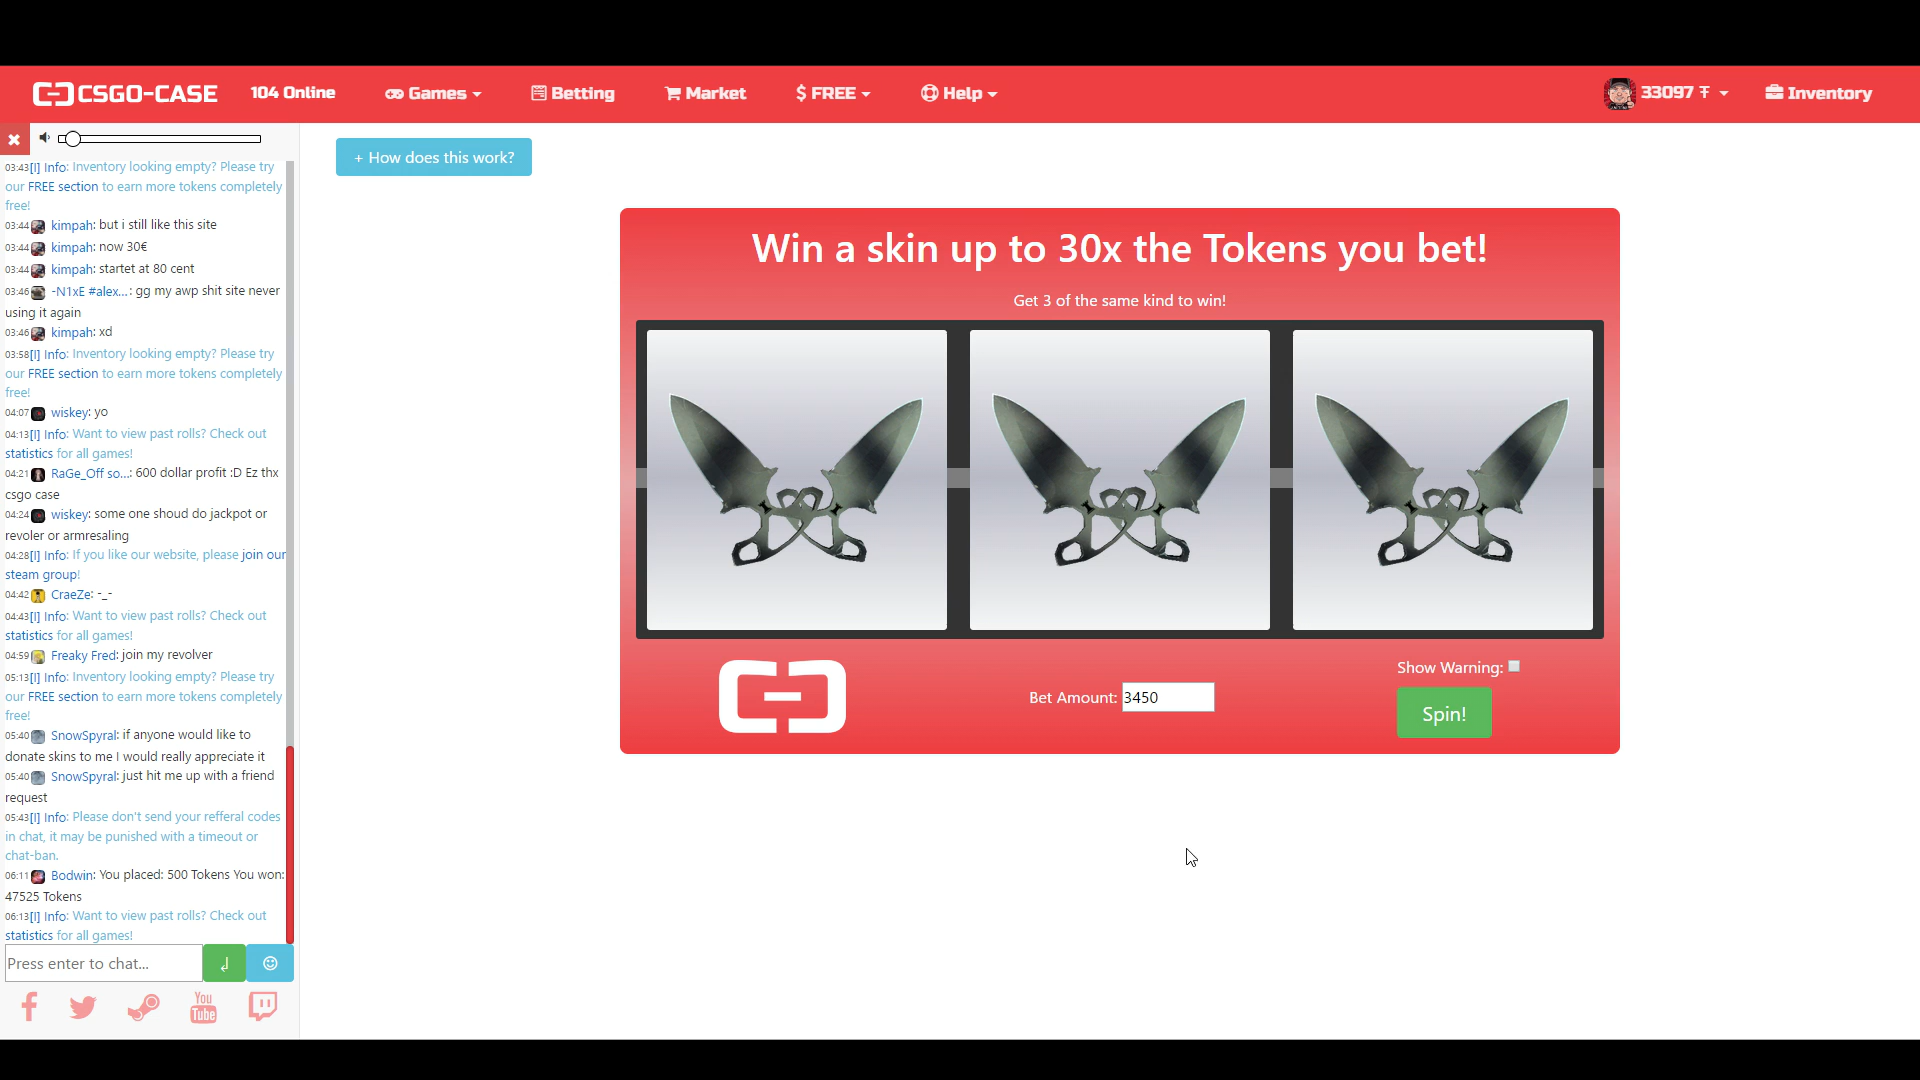 CSGO-CASE
104 Online
Games
Betting
Market
$ FREE
Help
33097 Ŧ
Inventory
03:43[I] Info: Inventory looking empty? Please try
our FREE section to earn more tokens completely
free!
03:44 kimpah: but i still like this site
03:44 kimpah: now 30€
03:44 kimpah: startet at 80 cent
03:46 -N1xE #alex...: gg my awp shit site never
using it again
03:46 kimpah: xd
03:58[I] Info: Inventory looking empty? Please try
our FREE section to earn more tokens completely
free!
04:07 wiskey: yo
04:13[I] Info: Want to view past rolls? Check out
statistics for all games!
04:21 RaGe_Off so...: 600 dollar profit :D Ez thx
csgo case
04:24 wiskey: some one shoud do jackpot or
revoler or armresaling
04:28[I] Info: If you like our website, please join our
steam group!
04:42 CraeZe: -_-
04:43[I] Info: Want to view past rolls? Check out
statistics for all games!
04:59 Freaky Fred: join my revolver
05:13[I] Info: Inventory looking empty? Please try
our FREE section to earn more tokens completely
free!
05:40 SnowSpyral: if anyone would like to
donate skins to me I would really appreciate it
05:40 SnowSpyral: just hit me up with a friend
request
05:43[I] Info: Please don't send your refferal codes
in chat, it may be punished with a timeout or
chat-ban.
06:11 Bodwin: You placed: 500 Tokens You won:
47525 Tokens
06:13[I] Info: Want to view past rolls? Check out
statistics for all games!
Press enter to chat...
You
Tube
+ How does this work?
Win a skin up to 30x the Tokens you bet!
Get 3 of the same kind to win!
Bet Amount: 3450
Show Warning:
Spin!